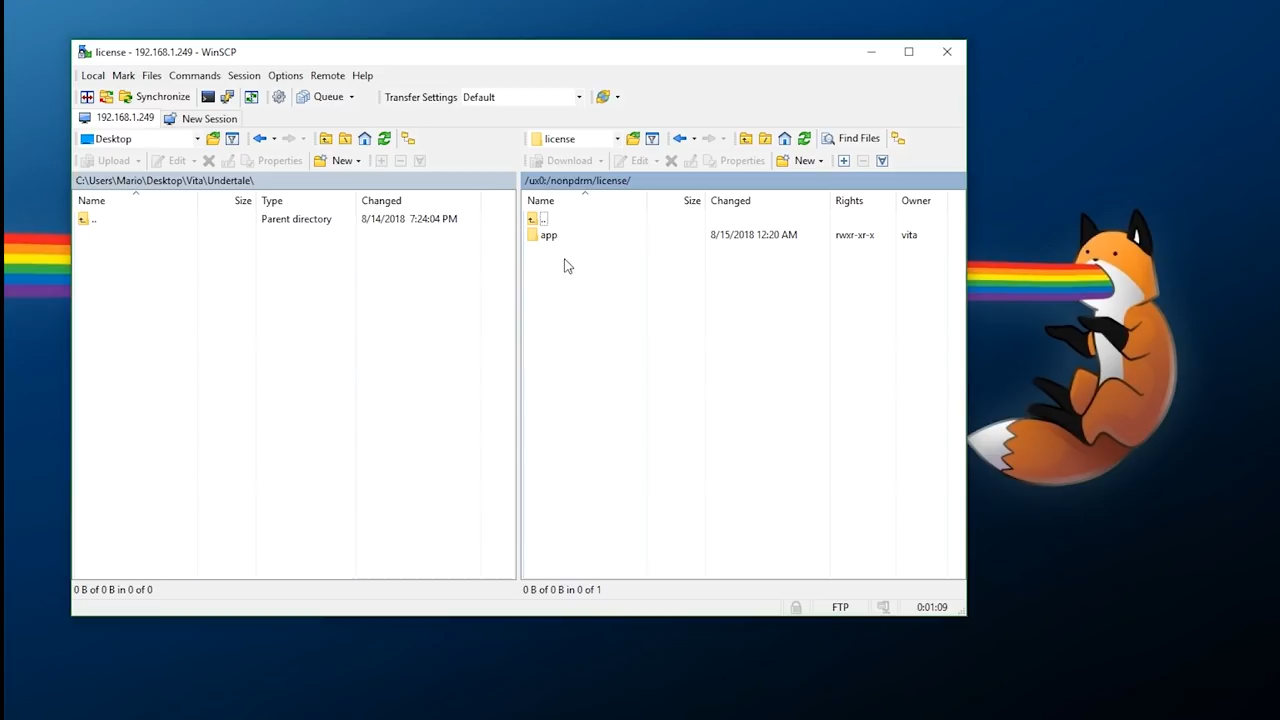 license - 192.168.1.249 - WinSCP
Local Mark Files Commands Session Options Remote Help
Synchronize Queue Transfer Settings Default
192.168.1.249 New Session
Desktop license Find Files
Upload Edit Properties New Download Edit Properties New
C:\Users\Mario\Desktop\Vita\Undertale\ /ux0:/nonpdrm/license/
Name Size Type Changed Name Size Changed Rights Owner
.. Parent directory 8/14/2018 7:24:04 PM ..
app 8/15/2018 12:20 AM rwxr-xr-x vita
0 B of 0 B in 0 of 0 0 B of 0 B in 0 of 1
FTP 0:01:09